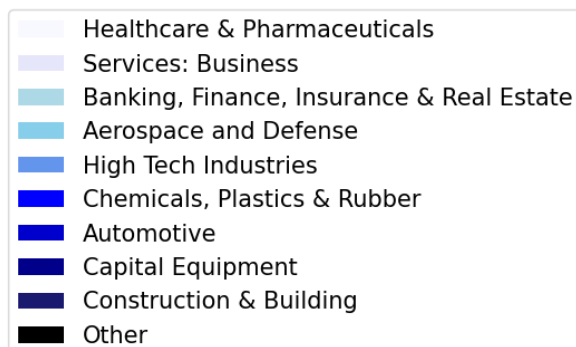 Healthcare & Pharmaceuticals
Services: Business
Banking, Finance, Insurance & Real Estate
Aerospace and Defense
High Tech Industries
Chemicals, Plastics & Rubber
Automotive
Capital Equipment
Construction & Building
Other